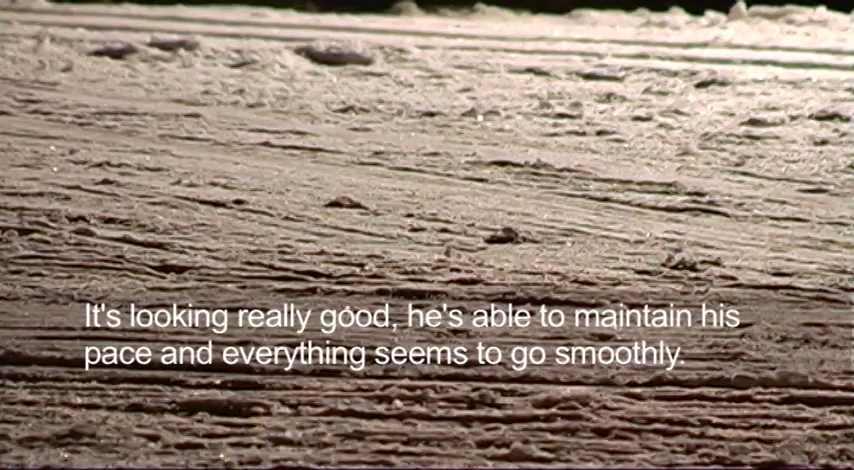 It's looking really good, he's able to maintain his
pace and everything seems to go smoothly.